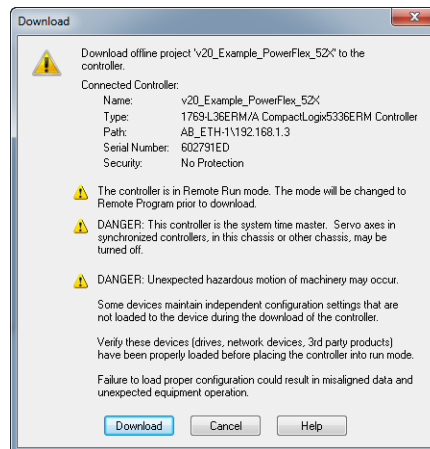 Download
Download offline project 'v20_Example_PowerFlex_52X' to the
controller.
Connected Controller:
Name: v20_Example_PowerFlex_52X
Type: 1769-L36ERM/A CompactLogix5336ERM Controller
Path: AB_ETH-1\192.168.1.3
Serial Number: 602791ED
Security: No Protection
The controller is in Remote Run mode. The mode will be changed to
Remote Program prior to download.
DANGER: This controller is the system time master. Servo axes in
synchronized controllers, in this chassis or other chassis, may be
turned off.
DANGER: Unexpected hazardous motion of machinery may occur.
Some devices maintain independent configuration settings that are
not loaded to the device during the download of the controller.
Verify these devices (drives, network devices, 3rd party products)
have been properly loaded before placing the controller into run mode.
Failure to load proper configuration could result in misaligned data and
unexpected equipment operation.
Download Cancel Help